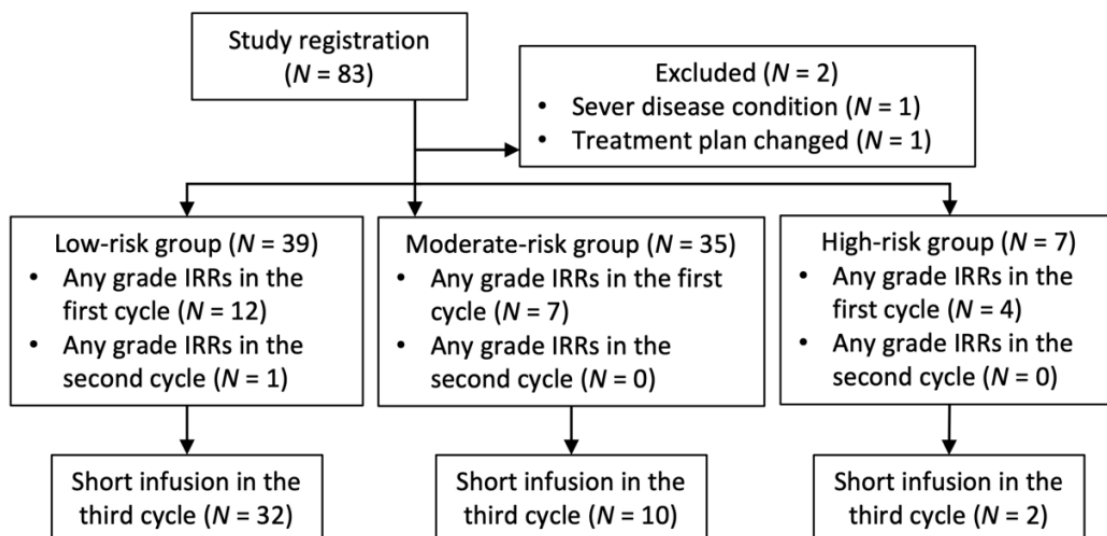 Study registration
(N = 83)
Excluded (N = 2)
• Sever disease condition (N = 1)
• Treatment plan changed (N = 1)
Low-risk group (N = 39)
• Any grade IRRs in the
first cycle (N = 12)
• Any grade IRRs in the
second cycle (N = 1)
Moderate-risk group (N = 35)
• Any grade IRRs in the first
cycle (N = 7)
• Any grade IRRs in the
second cycle (N = 0)
High-risk group (N = 7)
• Any grade IRRs in the
first cycle (N = 4)
• Any grade IRRs in the
second cycle (N = 0)
Short infusion in the
third cycle (N = 32)
Short infusion in the
third cycle (N = 10)
Short infusion in the
third cycle (N = 2)